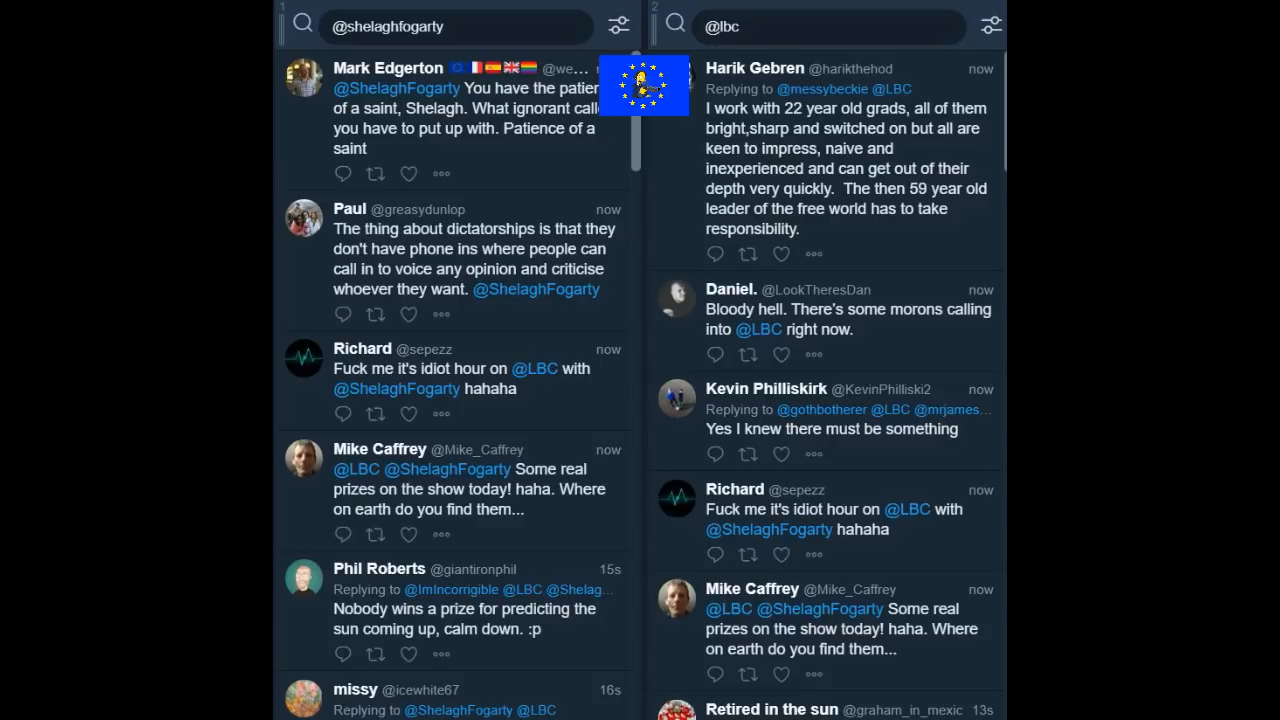 1
@shelaghfogarty
Mark Edgerton @we...
@ShelaghFogarty You have the patien
of a saint, Shelagh. What ignorant calle
you have to put up with. Patience of a
saint
Paul @greasydunlop now
The thing about dictatorships is that they
don't have phone ins where people can
call in to voice any opinion and criticise
whoever they want. @ShelaghFogarty
Richard @sepezz now
Fuck me it's idiot hour on @LBC with
@ShelaghFogarty hahaha
Mike Caffrey @Mike_Caffrey now
@LBC @ShelaghFogarty Some real
prizes on the show today! haha. Where
on earth do you find them...
Phil Roberts @giantironphil 15s
Replying to @ImIncorrigible @LBC @Shelag...
Nobody wins a prize for predicting the
sun coming up, calm down. :p
missy @icewhite67 16s
Replying to @ShelaghFogarty @LBC
2
@lbc
Harik Gebren @harikthehod now
Replying to @messybeckie @LBC
I work with 22 year old grads, all of them
bright,sharp and switched on but all are
keen to impress, naive and
inexperienced and can get out of their
depth very quickly. The then 59 year old
leader of the free world has to take
responsibility.
Daniel. @LookTheresDan now
Bloody hell. There's some morons calling
into @LBC right now.
Kevin Philliskirk @KevinPhilliski2 now
Replying to @gothbotherer @LBC @mrjames...
Yes I knew there must be something
Richard @sepezz now
Fuck me it's idiot hour on @LBC with
@ShelaghFogarty hahaha
Mike Caffrey @Mike_Caffrey now
@LBC @ShelaghFogarty Some real
prizes on the show today! haha. Where
on earth do you find them...
Retired in the sun @graham_in_mexic 13s